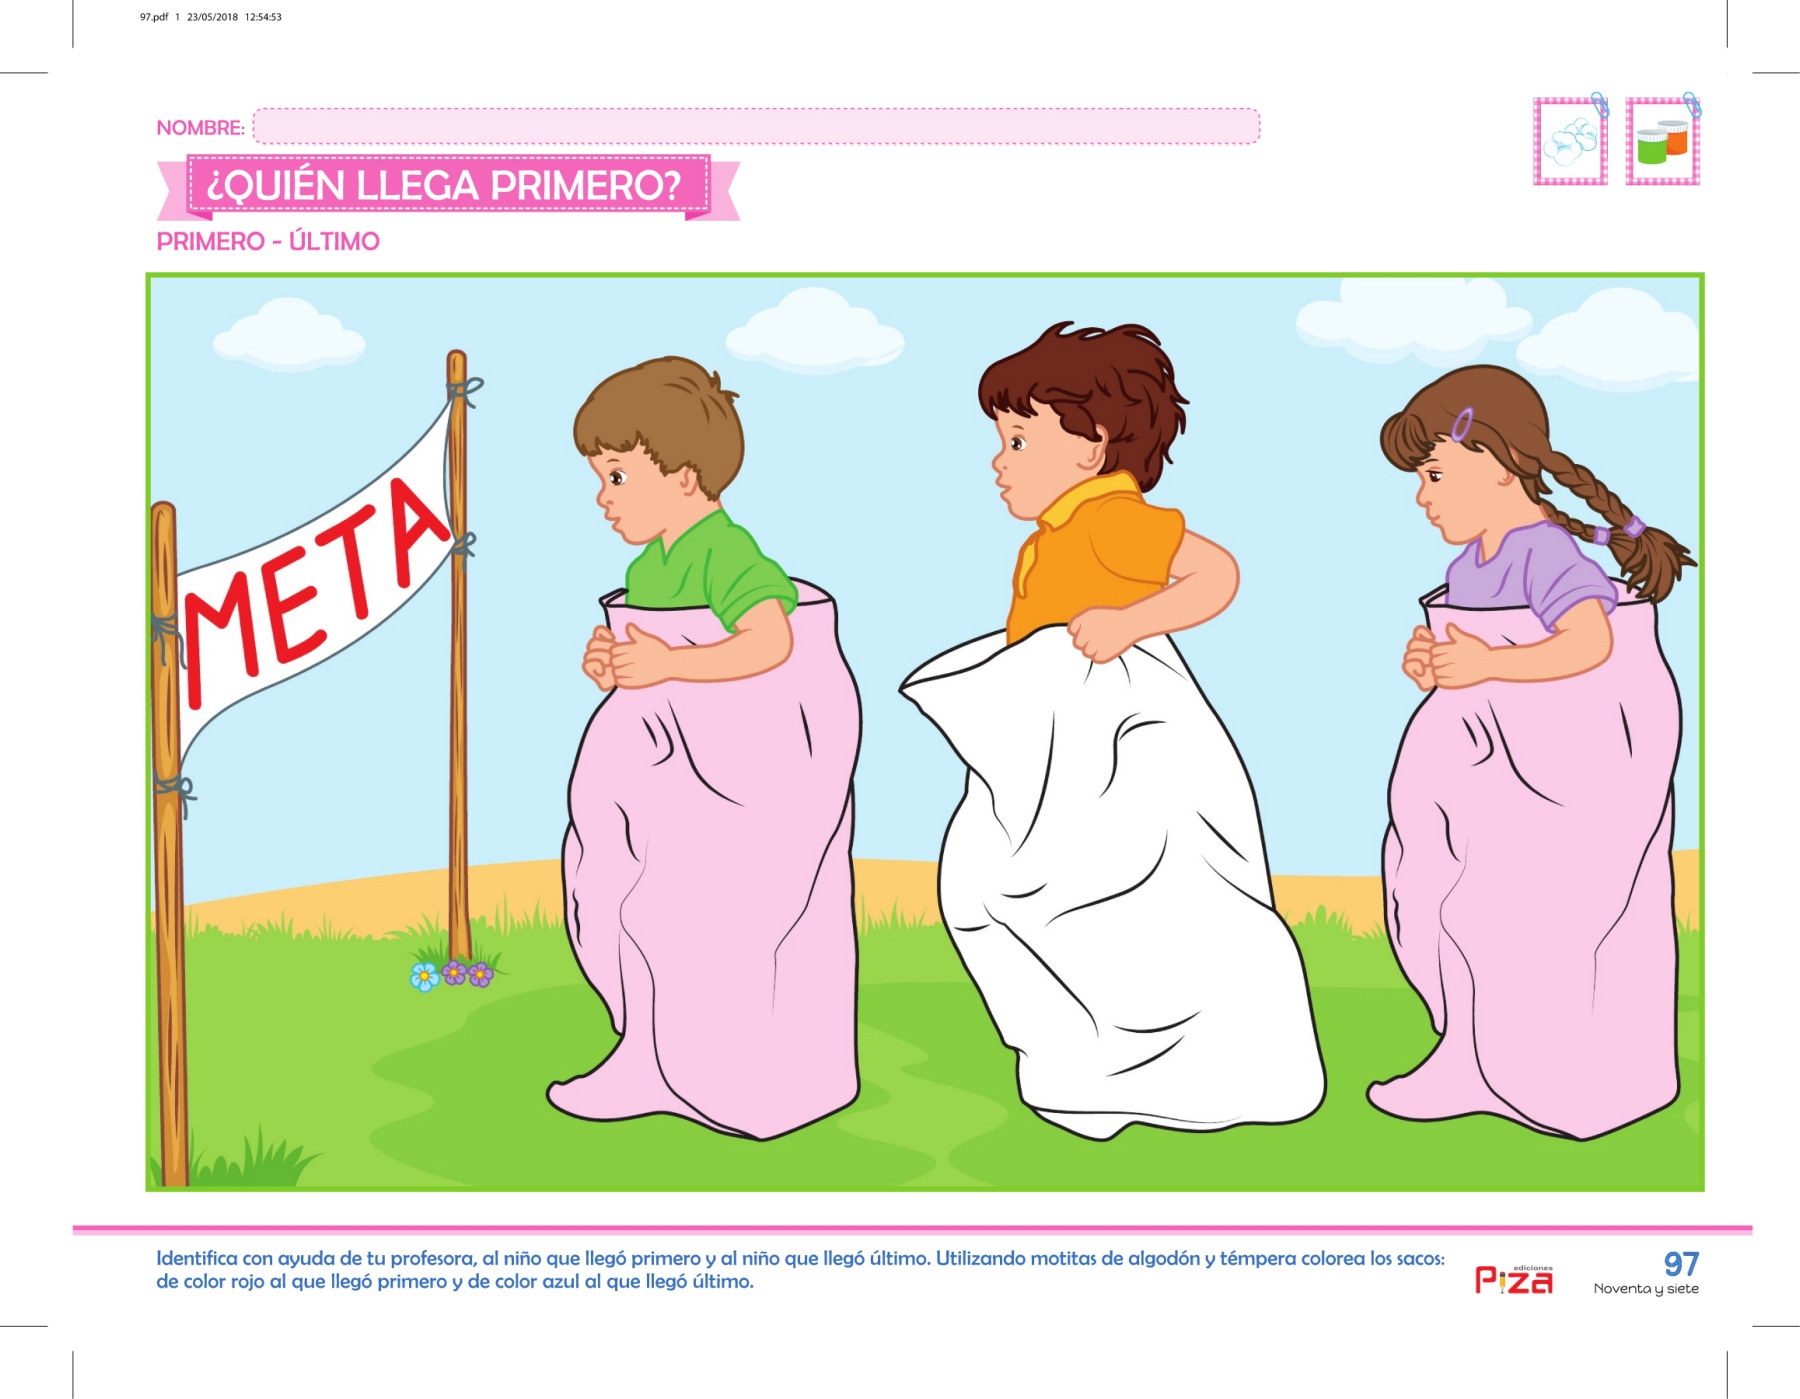 97.pdf 1 23/05/2018 12:54:53
NOMBRE:
¿QUIÉN LLEGA PRIMERO?
PRIMERO - ÚLTIMO
META
Identifica con ayuda de tu profesora, al niño que llegó primero y al niño que llegó último. Utilizando motitas de algodón y témpera colorea los sacos:
de color rojo al que llegó primero y de color azul al que llegó último.
ediciones
Piza
97
Noventa y siete